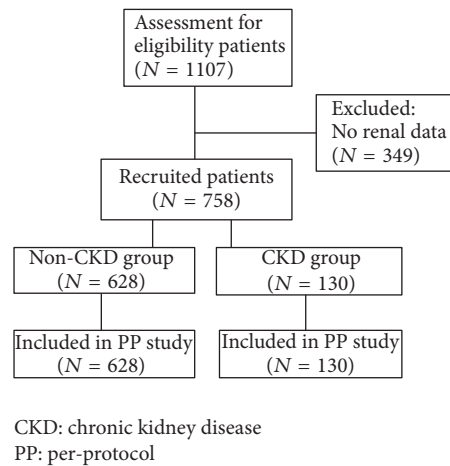 Assessment for
eligibility patients
(N = 1107)
Excluded:
No renal data
(N = 349)
Recruited patients
(N = 758)
Non-CKD group
(N = 628)
CKD group
(N = 130)
Included in PP study
(N = 628)
Included in PP study
(N = 130)
CKD: chronic kidney disease
PP: per-protocol